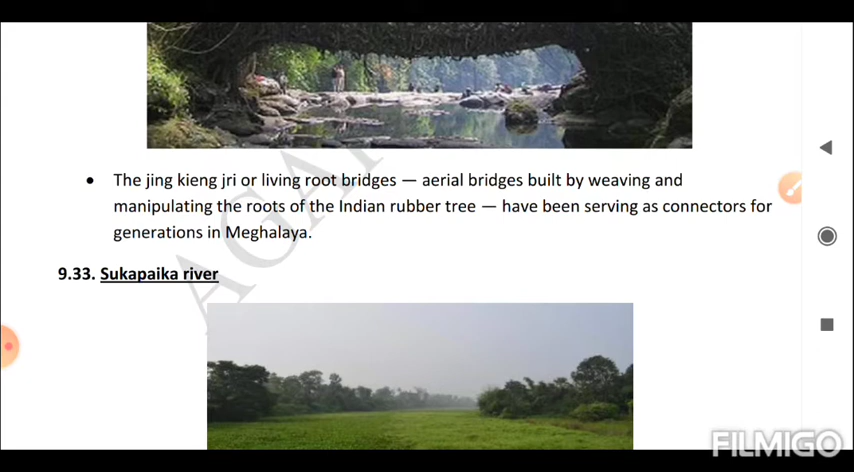 • The jing kieng jri or living root bridges — aerial bridges built by weaving and
manipulating the roots of the Indian rubber tree — have been serving as connectors for
generations in Meghalaya.
9.33. Sukapaika river
FILMIGO